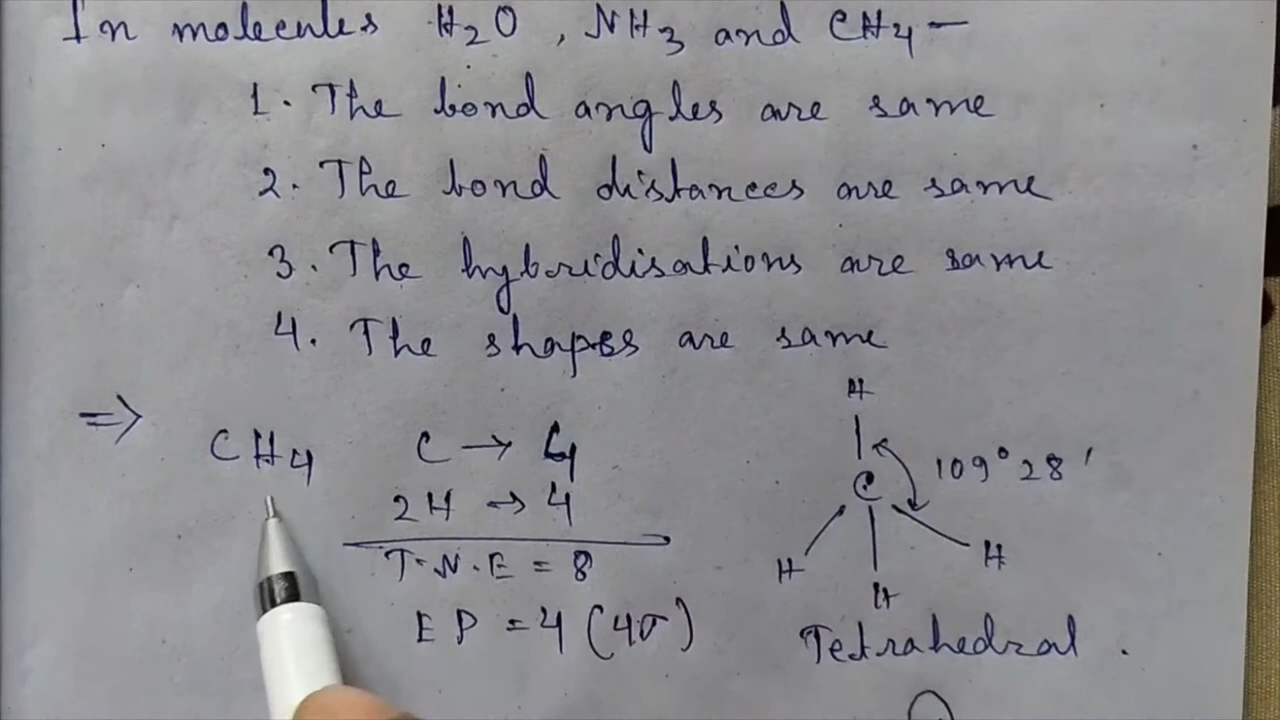 In molecules H2O, NH3 and CH4 —
1. The bond angles are same
2. The bond distances are same
3. The hybridisations are same
4. The shapes are same
⇒ CH4
C → 4
2H → 4
T.N.E = 8
EP = 4 (4σ)
H
C
109°28'
H
H
H
Tetrahedral.